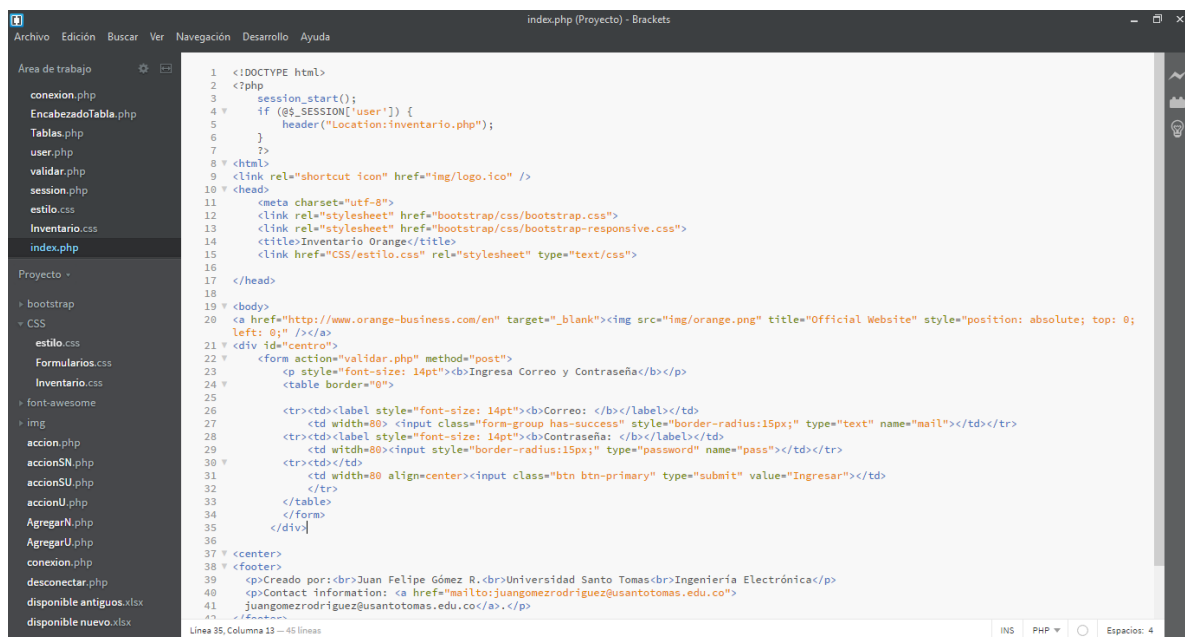 index.php (Proyecto) - Brackets
Archivo Edición Buscar Ver Navegación Desarrollo Ayuda
Área de trabajo
conexion.php
EncabezadoTabla.php
Tablas.php
user.php
validar.php
session.php
estilo.css
Inventario.css
index.php
Proyecto
bootstrap
CSS
estilo.css
Formularios.css
Inventario.css
font-awesome
img
accion.php
accionSN.php
accionSU.php
accionU.php
AgregarN.php
AgregarU.php
conexion.php
desconectar.php
disponible antiguos.xlsx
disponible nuevo.xlsx
1 <!DOCTYPE html>
2 <?php
3 session_start();
4 if (@$_SESSION['user']) {
5 header("Location:inventario.php");
6 }
7 ?>
8 <html>
9 <link rel="shortcut icon" href="img/logo.ico" />
10 <head>
11 <meta charset="utf-8">
12 <link rel="stylesheet" href="bootstrap/css/bootstrap.css">
13 <link rel="stylesheet" href="bootstrap/css/bootstrap-responsive.css">
14 <title>Inventario Orange</title>
15 <link href="CSS/estilo.css" rel="stylesheet" type="text/css">
16
17 </head>
18
19 <body>
20 <a href="http://www.orange-business.com/en" target="_blank"><img src="img/orange.png" title="Official Website" style="position: absolute; top: 0;
left: 0;" /></a>
21 <div id="centro">
22 <form action="validar.php" method="post">
23 <p style="font-size: 14pt"><b>Ingresa Correo y Contraseña</b></p>
24 <table border="0">
25
26 <tr><td><label style="font-size: 14pt"><b>Correo: </b></label></td>
27 <td width=80> <input class="form-group has-success" style="border-radius:15px;" type="text" name="mail"></td></tr>
28 <tr><td><label style="font-size: 14pt"><b>Contraseña: </b></label></td>
29 <td witdh=80><input style="border-radius:15px;" type="password" name="pass"></td></tr>
30 <tr><td></td>
31 <td width=80 align=center><input class="btn btn-primary" type="submit" value="Ingresar"></td>
32 </tr>
33 </table>
34 </form>
35 </div>
36
37 <center>
38 <footer>
39 <p>Creado por:<br>Juan Felipe Gómez R.<br>Universidad Santo Tomas<br>Ingeniería Electrónica</p>
40 <p>Contact information: <a href="mailto:juangomezrodriguez@usantotomas.edu.co">
41 juangomezrodriguez@usantotomas.edu.co</a>.</p>
42 </footer>
Línea 35, Columna 13 — 45 líneas
INS PHP Espacios: 4